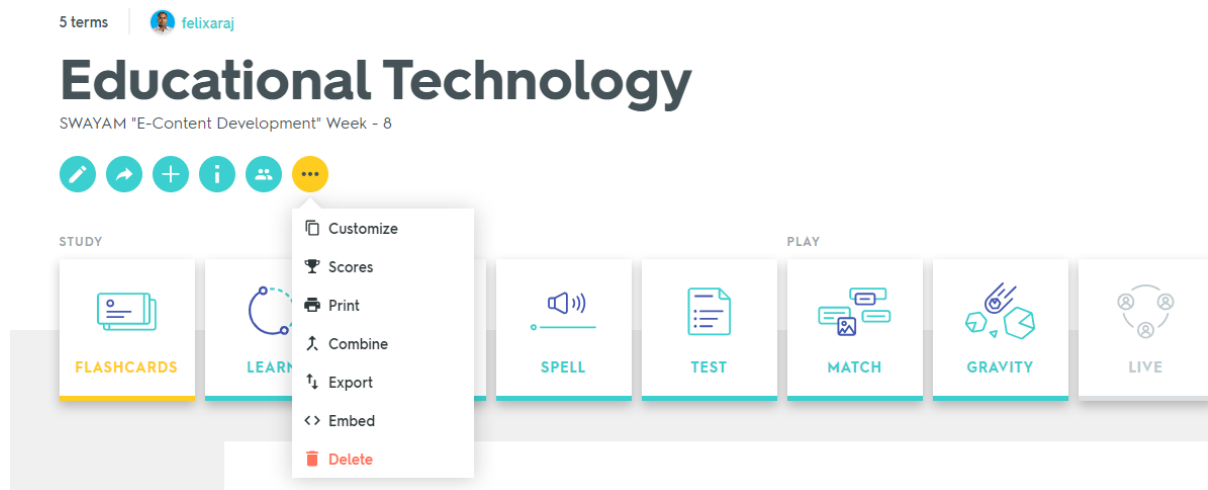 5 terms
felixaraj
Educational Technology
SWAYAM "E-Content Development" Week - 8
Customize
Scores
Print
Combine
Export
Embed
Delete
STUDY
PLAY
FLASHCARDS
LEARN
SPELL
TEST
MATCH
GRAVITY
LIVE